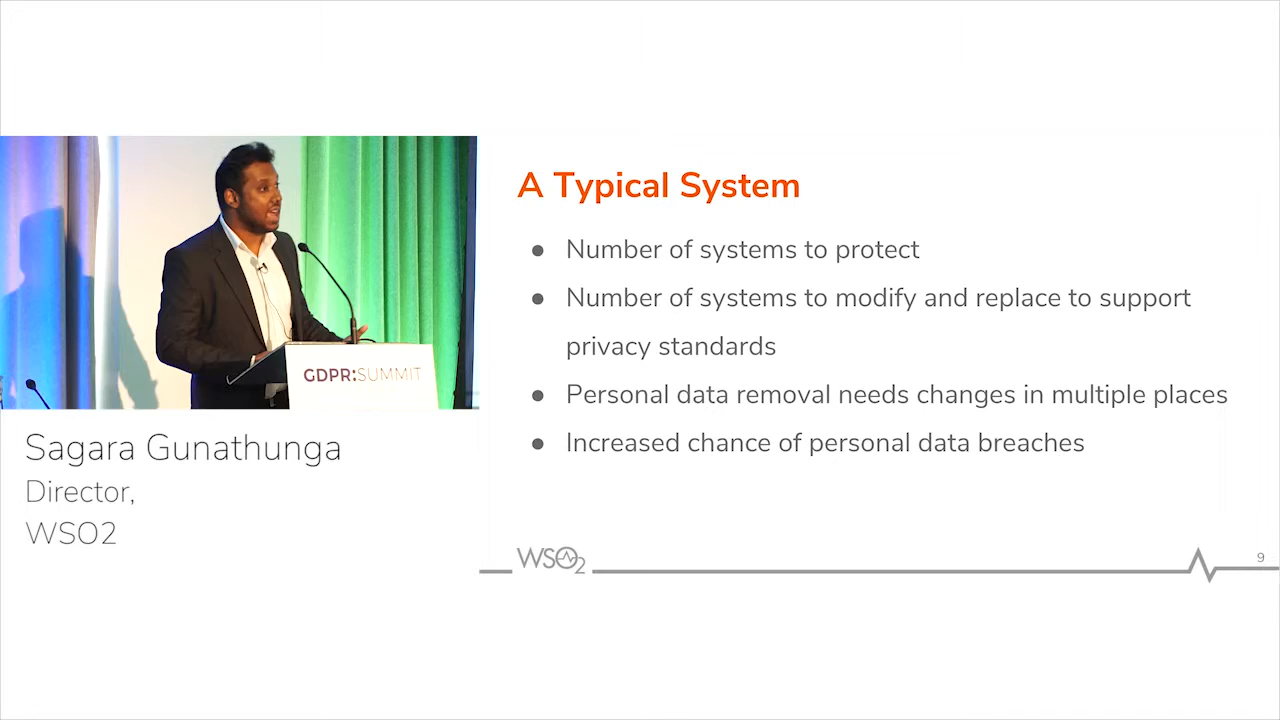 GDPR:SUMMIT
Sagara Gunathunga
Director,
WSO2
A Typical System
● Number of systems to protect
● Number of systems to modify and replace to support
privacy standards
● Personal data removal needs changes in multiple places
● Increased chance of personal data breaches
WSO2
9